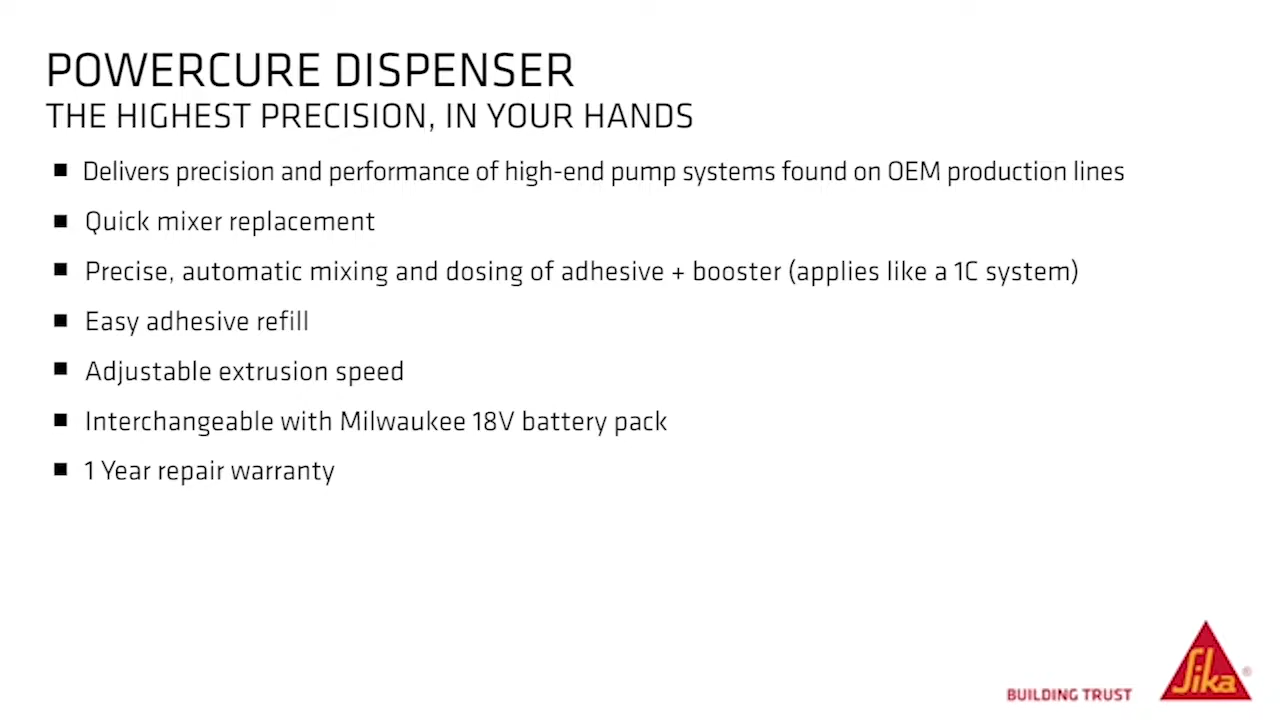 POWERCURE DISPENSER
THE HIGHEST PRECISION, IN YOUR HANDS
■ Delivers precision and performance of high-end pump systems found on OEM production lines
■ Quick mixer replacement
■ Precise, automatic mixing and dosing of adhesive + booster (applies like a 1C system)
■ Easy adhesive refill
■ Adjustable extrusion speed
■ Interchangeable with Milwaukee 18V battery pack
■ 1 Year repair warranty
BUILDING TRUST
Sika®